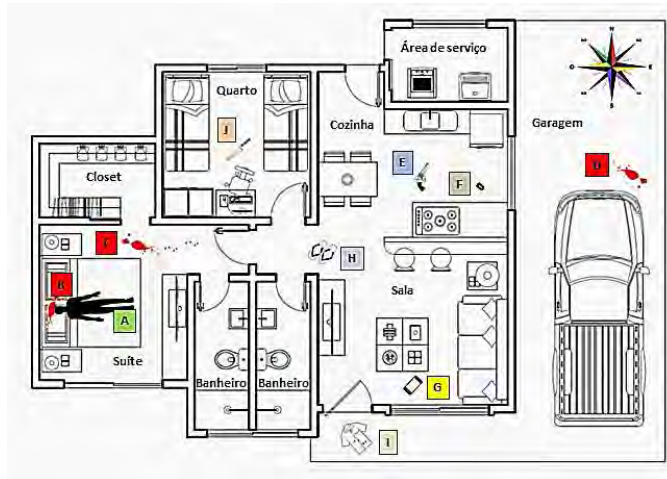 Área de serviço
N
O
E
S
Quarto
J
Cozinha
Garagem
E
F
D
Closet
C
H
B
A
Sala
Suíte
Banheiro
Banheiro
G
I